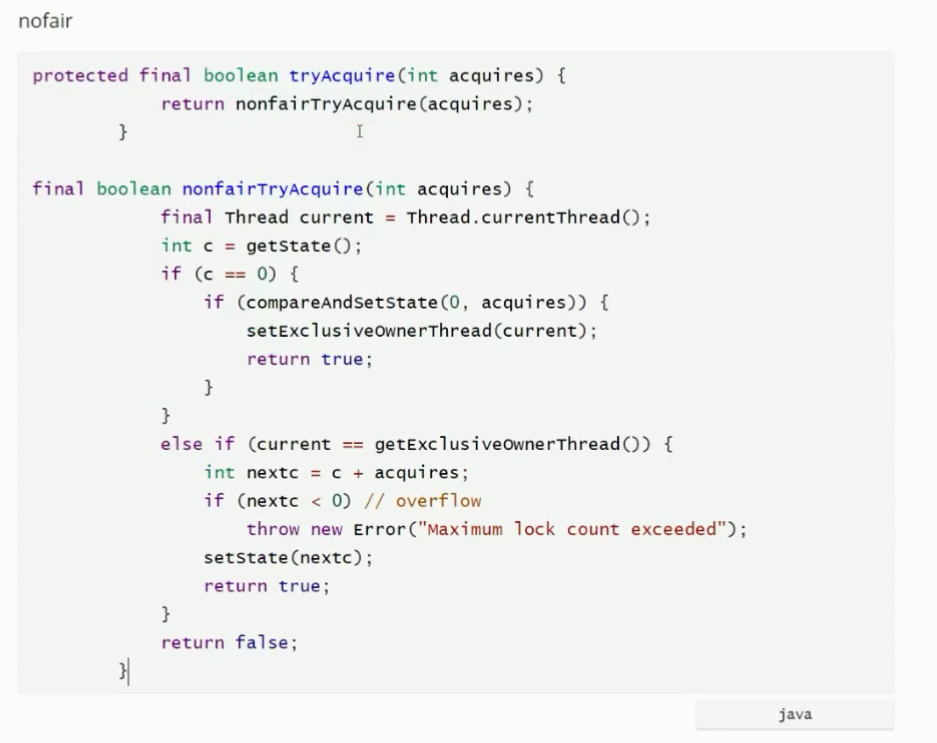 nofair
protected final boolean tryAcquire(int acquires) {
            return nonfairTryAcquire(acquires);
        }
final boolean nonfairTryAcquire(int acquires) {
            final Thread current = Thread.currentThread();
            int c = getState();
            if (c == 0) {
                if (compareAndSetState(0, acquires)) {
                    setExclusiveOwnerThread(current);
                    return true;
                }
            }
            else if (current == getExclusiveOwnerThread()) {
                int nextc = c + acquires;
                if (nextc < 0) // overflow
                    throw new Error("Maximum lock count exceeded");
                setState(nextc);
                return true;
            }
            return false;
        }
java